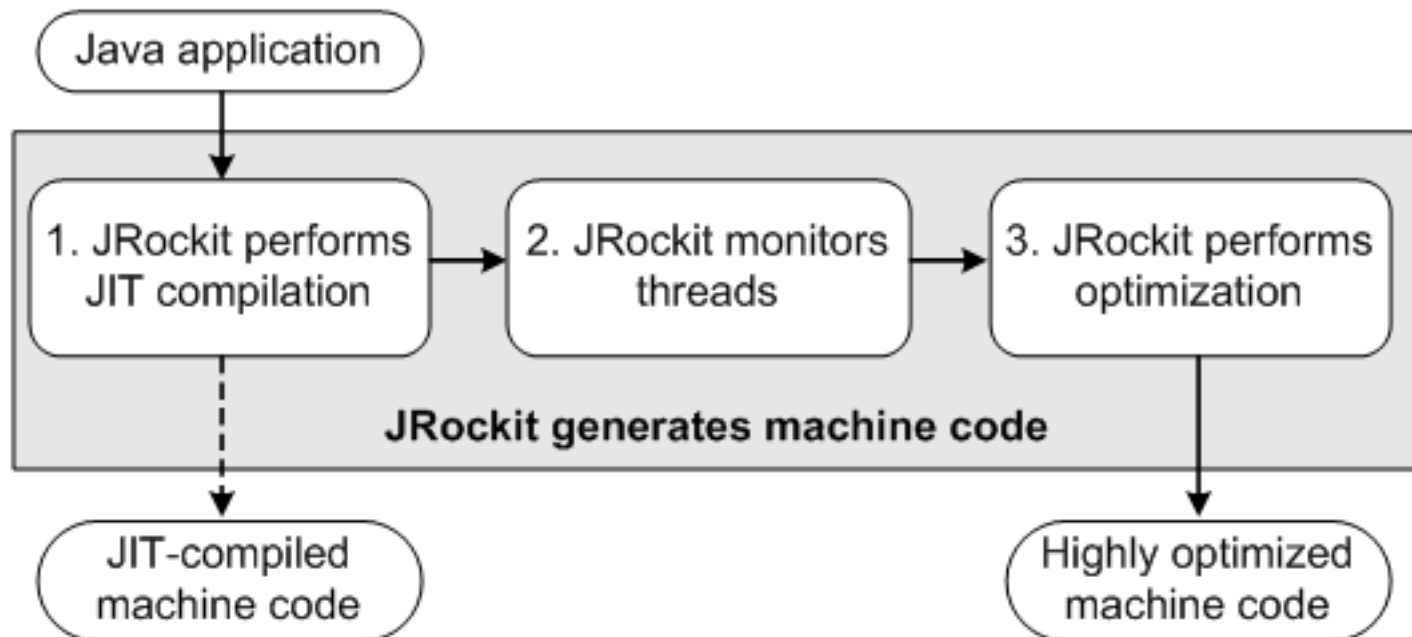 Java application
1. JRockit performs
JIT compilation
2. JRockit monitors
threads
3. JRockit performs
optimization
JRockit generates machine code
JIT-compiled
machine code
Highly optimized
machine code